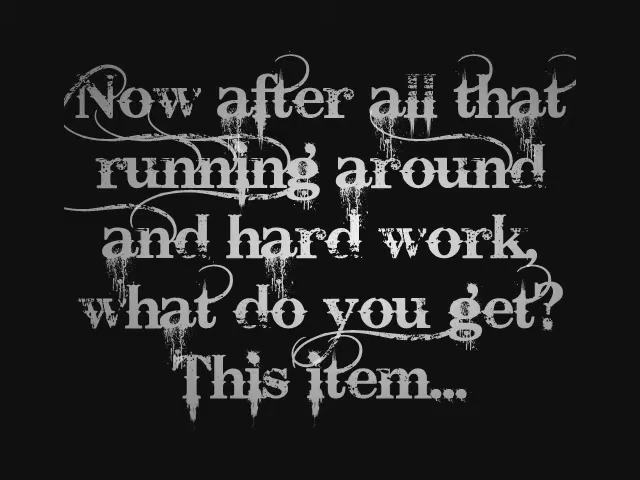 Now after all that
running around
and hard work,
what do you get?
This item...